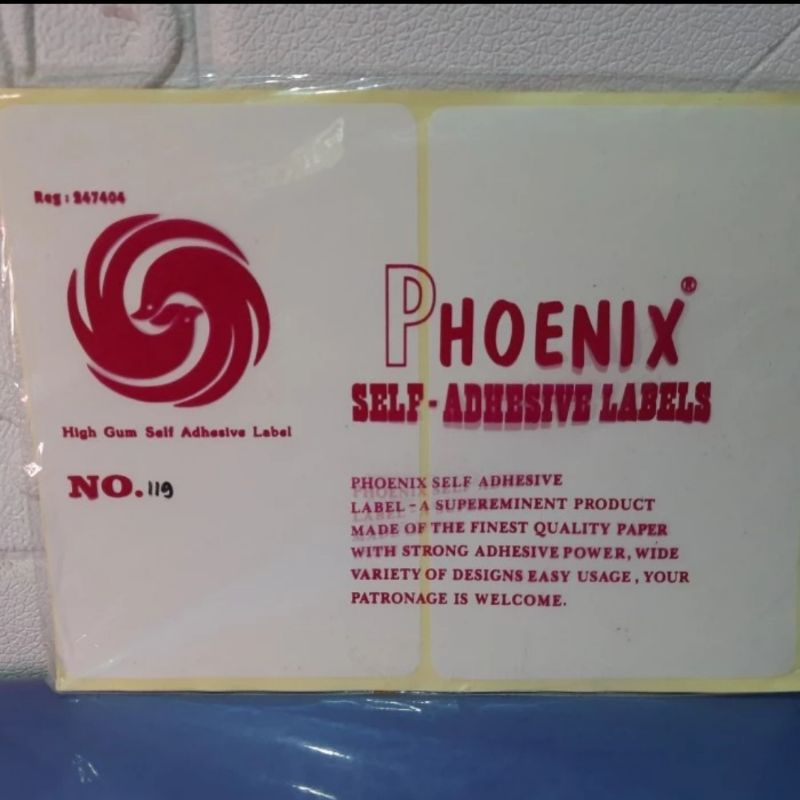 Reg : 247404
High Gum Self Adhesive Label
NO. 119
PHOENIX®
SELF-ADHESIVE LABELS
PHOENIX SELF ADHESIVE
LABEL - A SUPEREMINENT PRODUCT
MADE OF THE FINEST QUALITY PAPER
WITH STRONG ADHESIVE POWER, WIDE
VARIETY OF DESIGNS EASY USAGE, YOUR
PATRONAGE IS WELCOME.